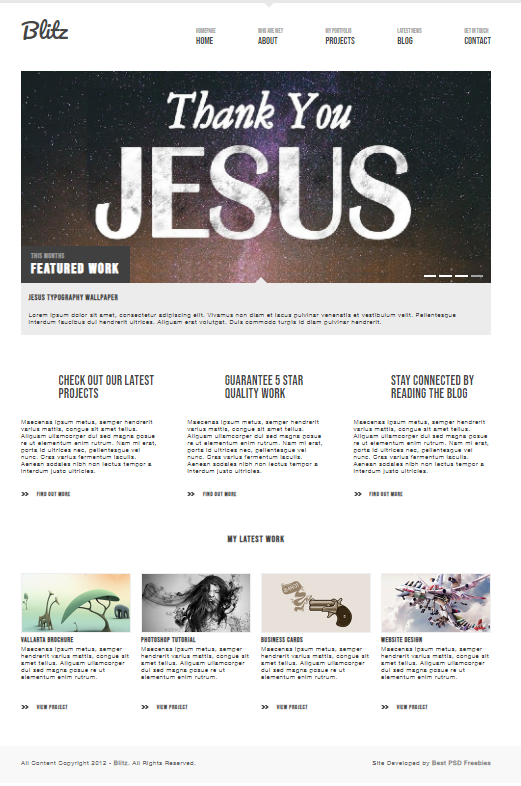 Blitz
HOMEPAGE
WHO ARE WE?
MY PORTFOLIO
LATEST NEWS
GET IN TOUCH
HOME
ABOUT
PROJECTS
BLOG
CONTACT
Thank You
JESUS
THIS MONTHS
FEATURED WORK
JESUS TYPOGRAPHY WALLPAPER
Lorem ipsum dolor sit amet, consectetur adipiscing elit. Vivamus non diam et lacus pulvinar venenatis et vestibulum velit. Pellentesque
interdum faucibus dui hendrerit ultrices. Aliquam erat volutpat. Duis commodo turpis id diam pulvinar hendrerit.
CHECK OUT OUR LATEST
PROJECTS
Maecenas ipsum metus, semper hendrerit
varius mattis, congue sit amet tellus.
Aliquam ullamcorper dui sed magna posue
re ut elementum enim rutrum. Nam mi erat,
porta id ultrices nec, pellentesque vel
nunc. Cras varius fermentum iaculis.
Aenean sodales nibh non lectus tempor a
interdum justo ultricies.
FIND OUT MORE
GUARANTEE 5 STAR
QUALITY WORK
Maecenas ipsum metus, semper hendrerit
varius mattis, congue sit amet tellus.
Aliquam ullamcorper dui sed magna posue
re ut elementum enim rutrum. Nam mi erat,
porta id ultrices nec, pellentesque vel
nunc. Cras varius fermentum iaculis.
Aenean sodales nibh non lectus tempor a
interdum justo ultricies.
FIND OUT MORE
STAY CONNECTED BY
READING THE BLOG
Maecenas ipsum metus, semper hendrerit
varius mattis, congue sit amet tellus.
Aliquam ullamcorper dui sed magna posue
re ut elementum enim rutrum. Nam mi erat,
porta id ultrices nec, pellentesque vel
nunc. Cras varius fermentum iaculis.
Aenean sodales nibh non lectus tempor a
interdum justo ultricies.
FIND OUT MORE
MY LATEST WORK
VALLARTA BROCHURE
Maecenas ipsum metus, semper
hendrerit varius mattis, congue sit
amet tellus. Aliquam ullamcorper
dui sed magna posue re ut
elementum enim rutrum.
VIEW PROJECT
PHOTOSHOP TUTORIAL
Maecenas ipsum metus, semper
hendrerit varius mattis, congue sit
amet tellus. Aliquam ullamcorper
dui sed magna posue re ut
elementum enim rutrum.
VIEW PROJECT
BUSINESS CARDS
Maecenas ipsum metus, semper
hendrerit varius mattis, congue sit
amet tellus. Aliquam ullamcorper
dui sed magna posue re ut
elementum enim rutrum.
VIEW PROJECT
WEBSITE DESIGN
Maecenas ipsum metus, semper
hendrerit varius mattis, congue sit
amet tellus. Aliquam ullamcorper
dui sed magna posue re ut
elementum enim rutrum.
VIEW PROJECT
All Content Copyright 2012 - Blitz. All Rights Reserved.
Site Developed by Best PSD Freebies